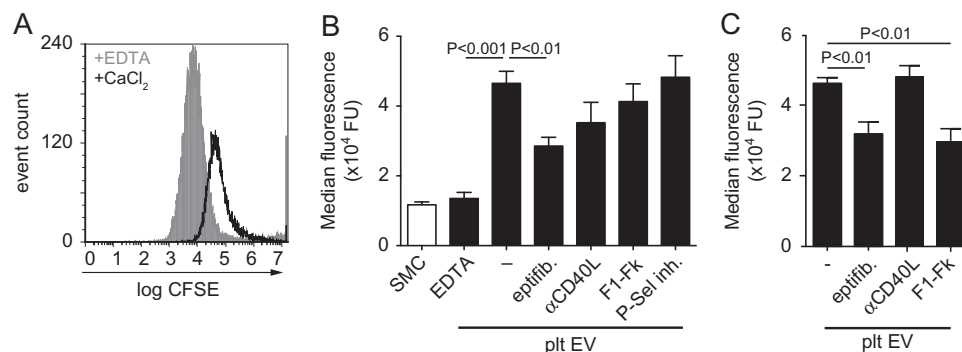 A
240
120
0
event count
+EDTA
+CaCl2
0 1 2 3 4 5 6 7
log CFSE
B
P<0.001 P<0.01
6
4
2
0
Median fluorescence
(x10⁴ FU)
SMC
EDTA
–
eptifib.
αCD40L
F1-Fk
P-Sel inh.
plt EV
C
P<0.01
P<0.01
6
4
2
0
Median fluorescence
(x10⁴ FU)
-
eptifib.
αCD40L
F1-Fk
plt EV